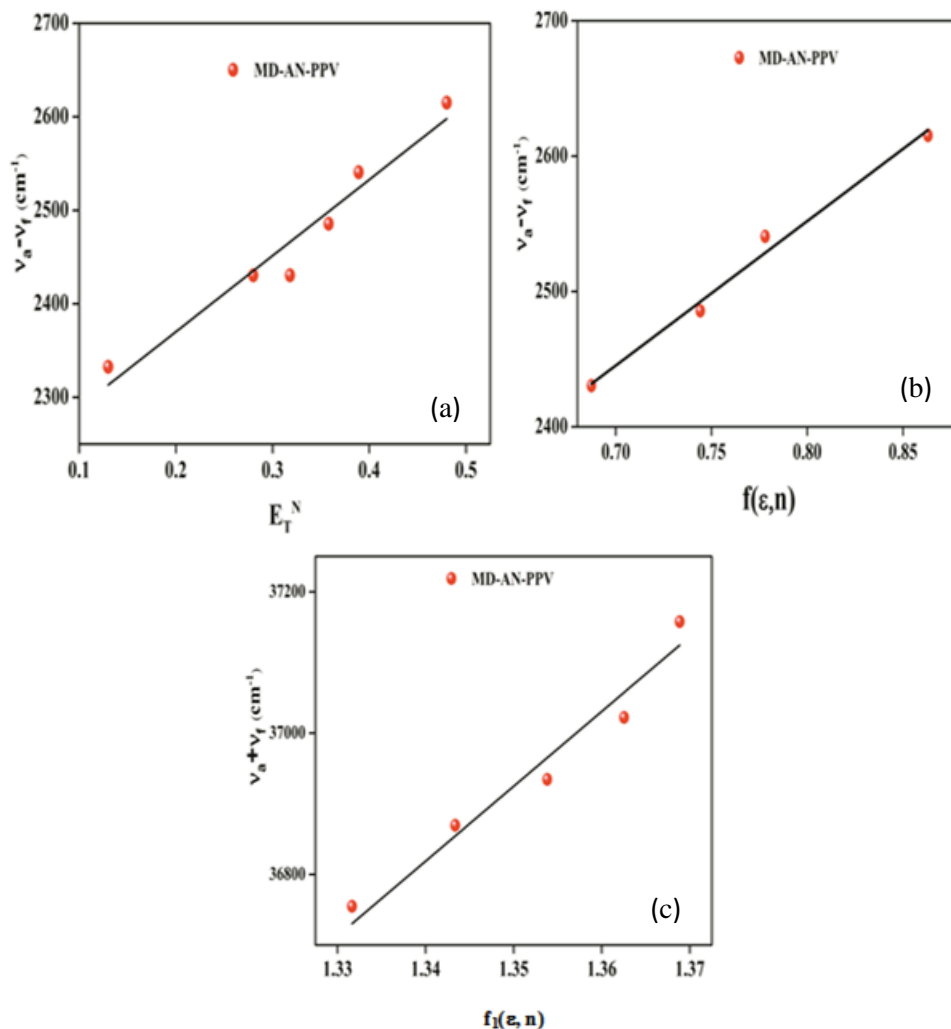 2700
2600
2500
2400
2300
νa-νf (cm-1)
MD-AN-PPV
(a)
0.1 0.2 0.3 0.4 0.5
ETN
2700
2600
2500
2400
νa-νf (cm-1)
MD-AN-PPV
(b)
0.70 0.75 0.80 0.85
f(ε,n)
37200
37000
36800
νa+νf (cm-1)
MD-AN-PPV
(c)
1.33 1.34 1.35 1.36 1.37
f1(ε, n)